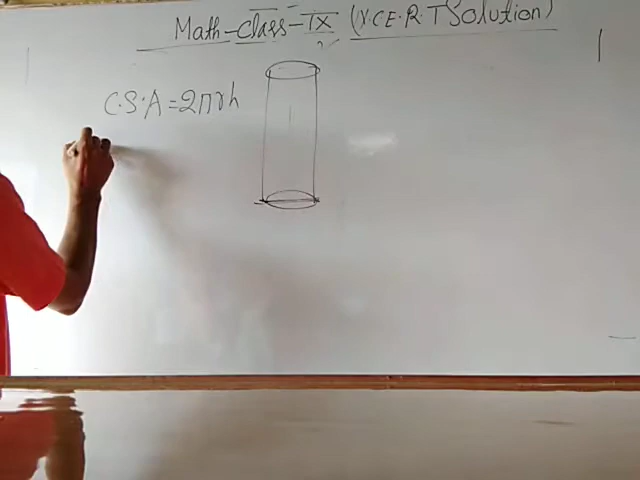 Math-Class-IX (N.C.E.R.T Solution)
C.S.A = 2πrh